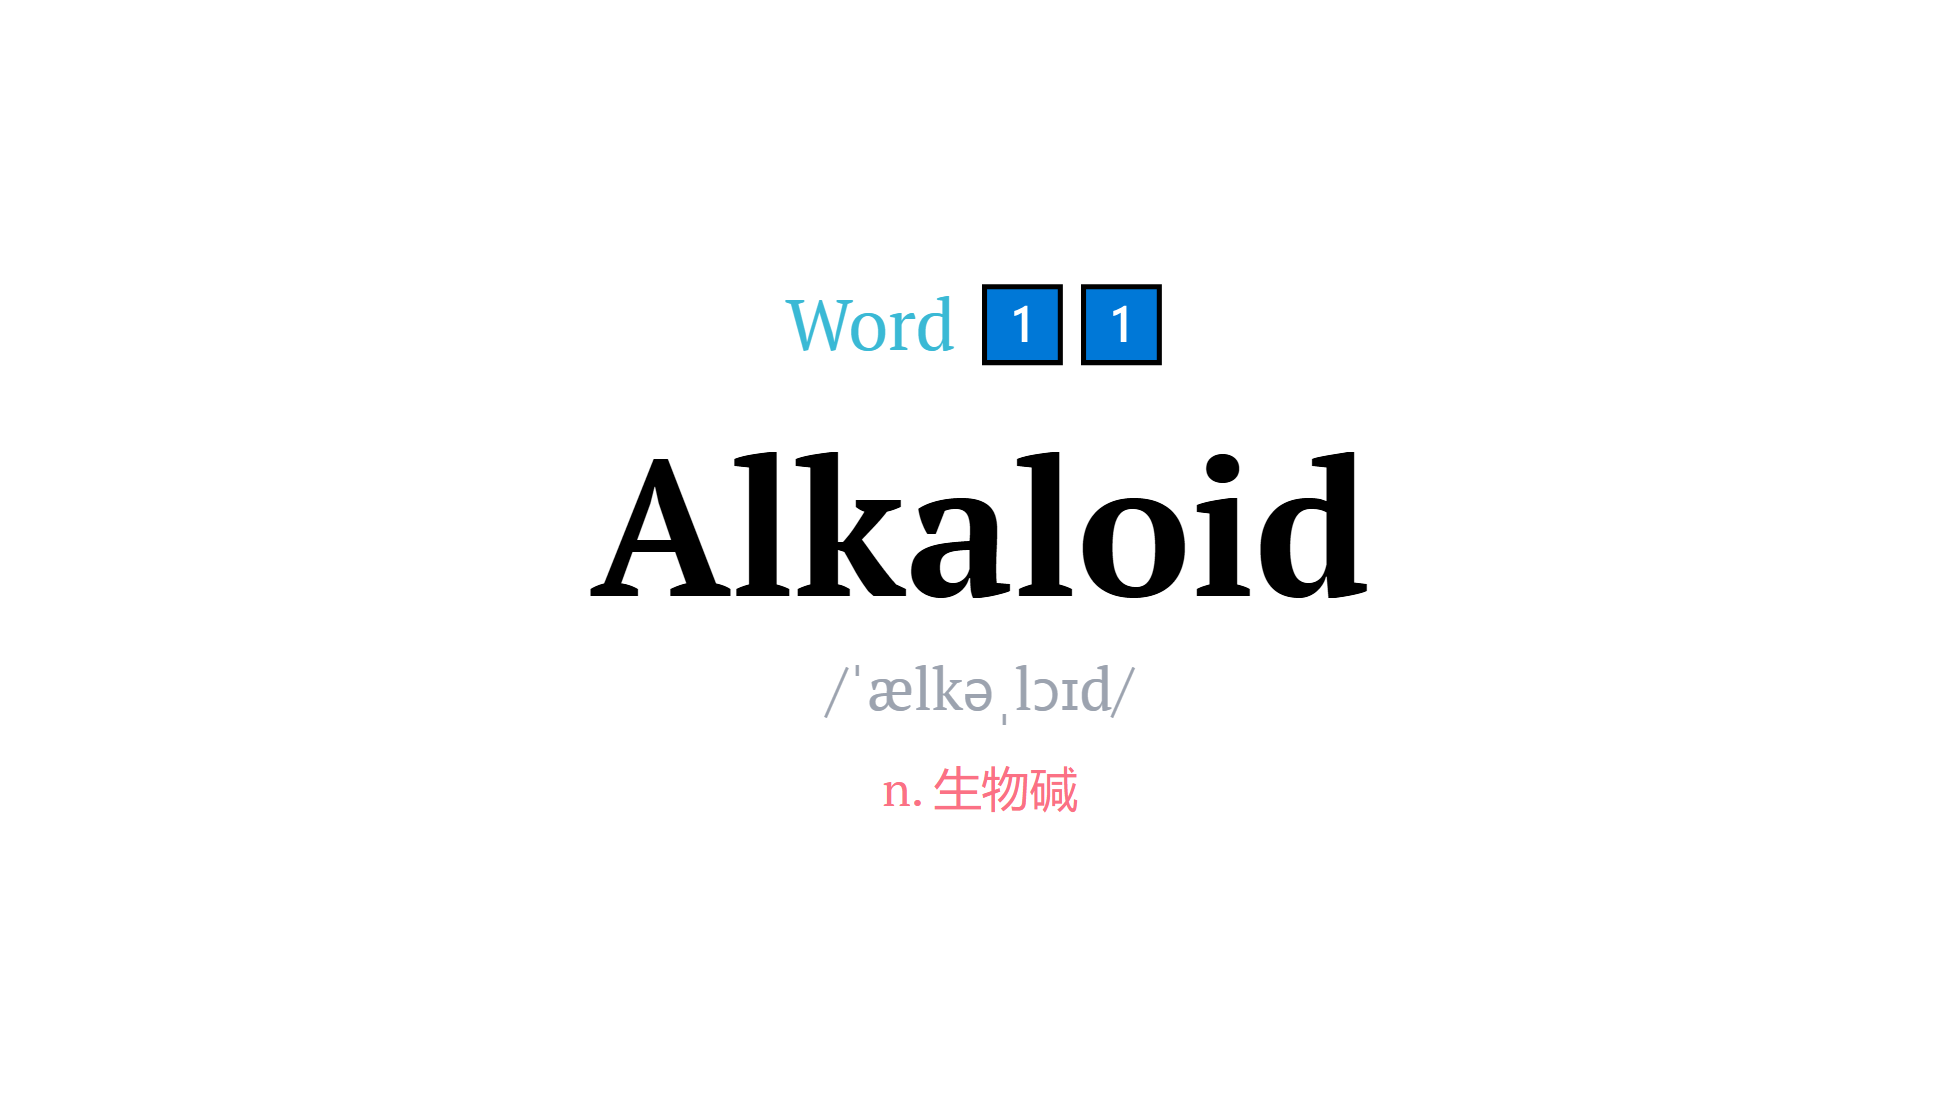 Word 1 1
Alkaloid
/ˈælkəˌlɔɪd/
n. 生物碱